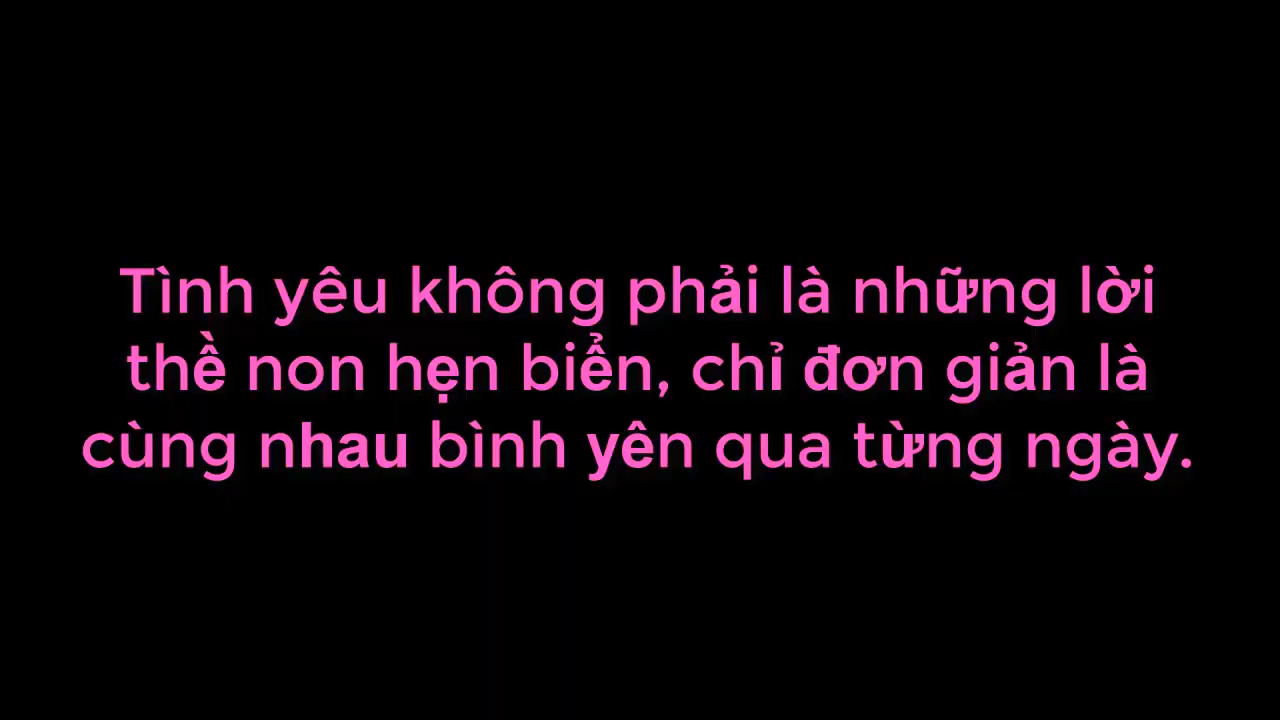 Tình yêu không phải là những lời
thề non hẹn biển, chỉ đơn giản là
cùng nhau bình yên qua từng ngày.